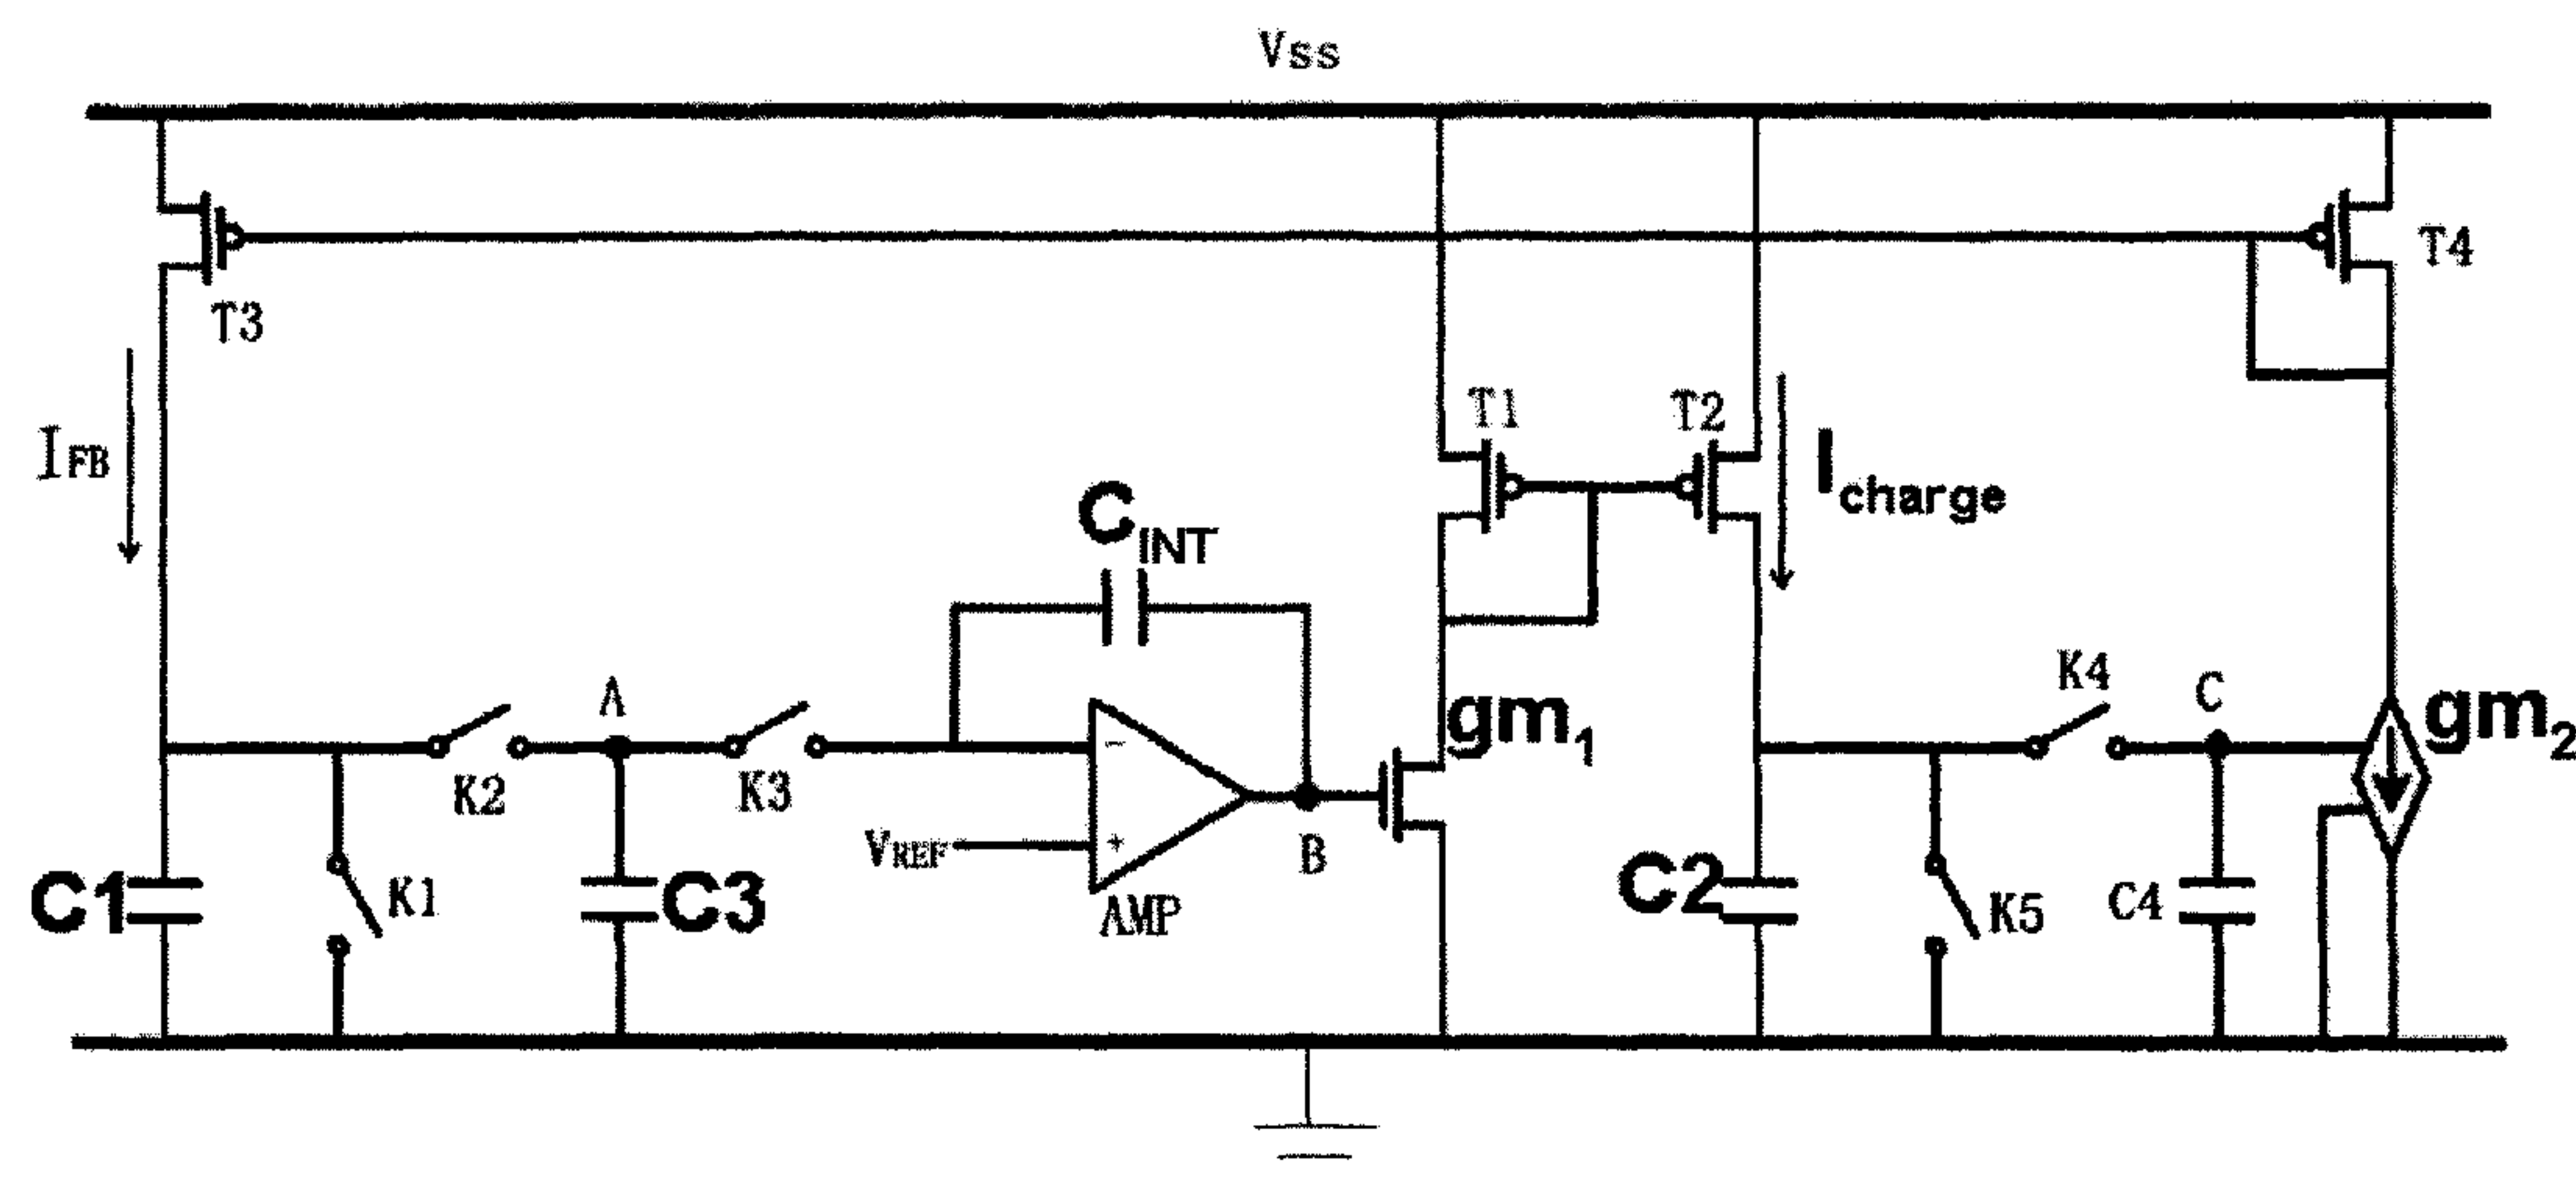 Vss
T3
T4
IFB
T1
T2
Icharge
CINT
A
K4
C
gm1
gm2
K2
K3
VREF
-
+
AMP
B
C1
K1
C3
C2
K5
C4